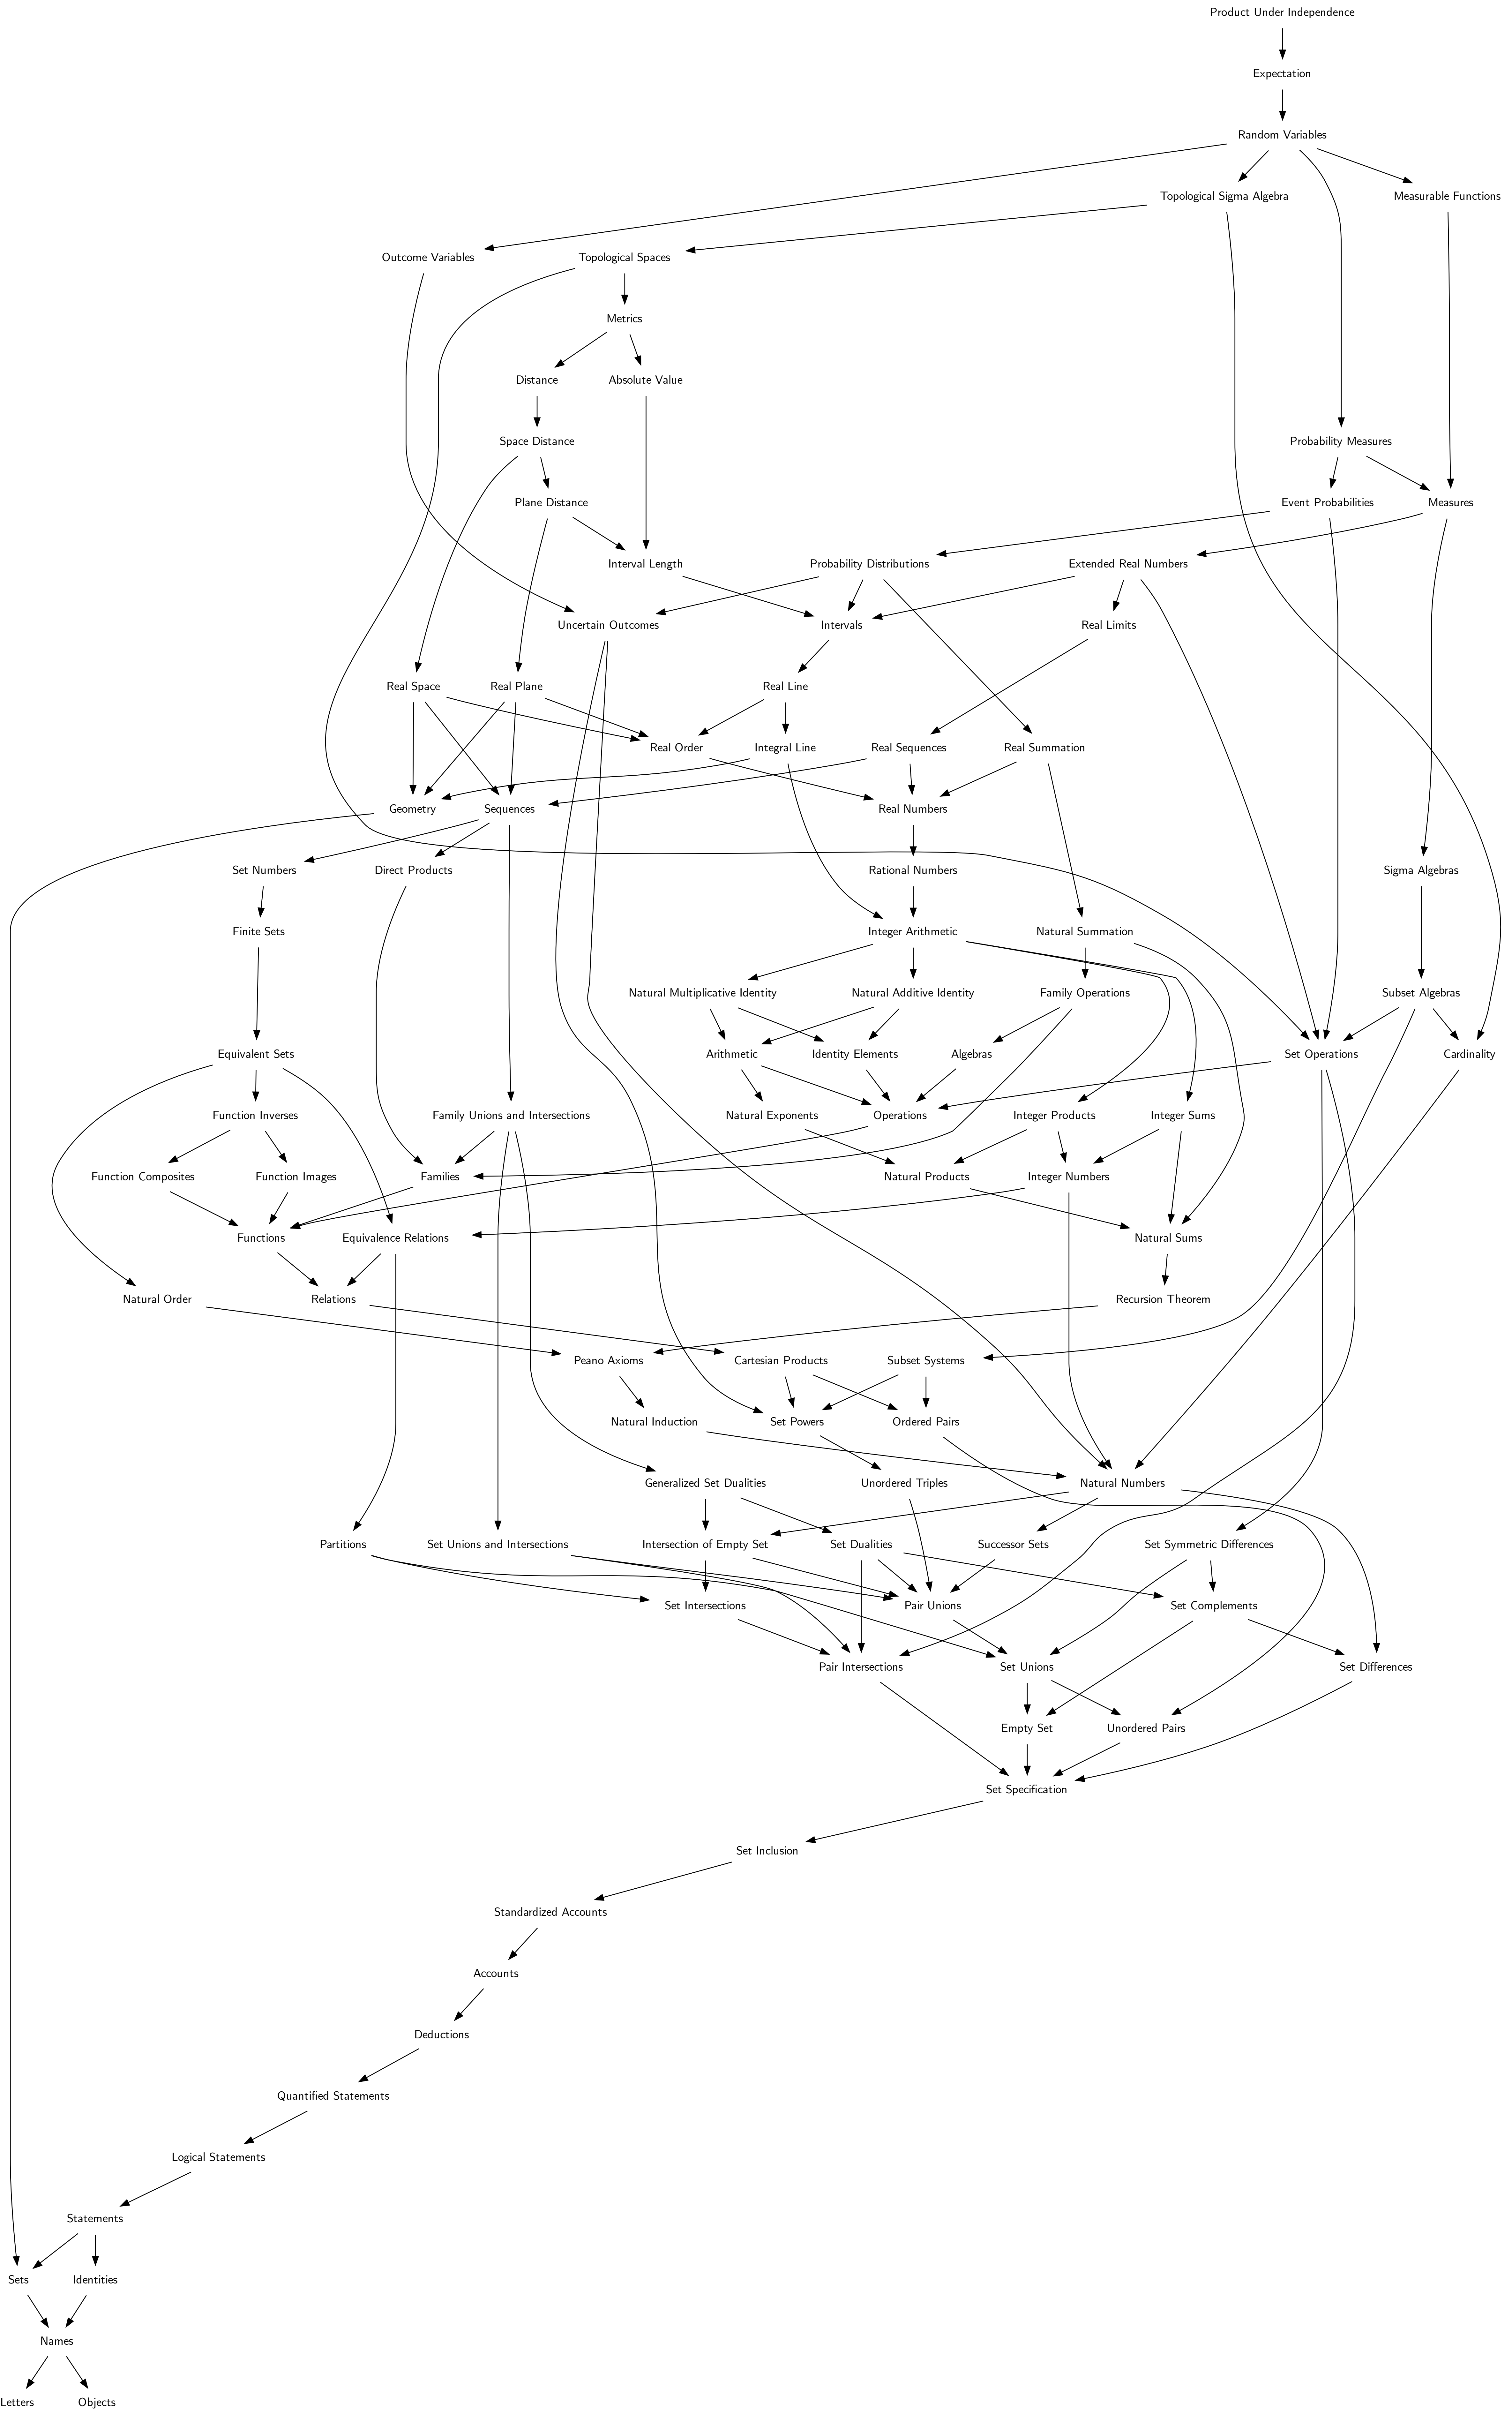 Product Under Independence
Expectation
Random Variables
Topological Sigma Algebra
Measurable Functions
Outcome Variables
Topological Spaces
Metrics
Distance
Absolute Value
Space Distance
Probability Measures
Plane Distance
Event Probabilities
Measures
Interval Length
Probability Distributions
Extended Real Numbers
Uncertain Outcomes
Intervals
Real Limits
Real Space
Real Plane
Real Line
Real Order
Integral Line
Real Sequences
Real Summation
Geometry
Sequences
Real Numbers
Set Numbers
Direct Products
Rational Numbers
Sigma Algebras
Finite Sets
Integer Arithmetic
Natural Summation
Natural Multiplicative Identity
Natural Additive Identity
Family Operations
Subset Algebras
Equivalent Sets
Arithmetic
Identity Elements
Algebras
Set Operations
Cardinality
Function Inverses
Family Unions and Intersections
Natural Exponents
Operations
Integer Products
Integer Sums
Function Composites
Function Images
Families
Natural Products
Integer Numbers
Functions
Equivalence Relations
Natural Sums
Natural Order
Relations
Recursion Theorem
Peano Axioms
Cartesian Products
Subset Systems
Natural Induction
Set Powers
Ordered Pairs
Generalized Set Dualities
Unordered Triples
Natural Numbers
Partitions
Set Unions and Intersections
Intersection of Empty Set
Set Dualities
Successor Sets
Set Symmetric Differences
Set Intersections
Pair Unions
Set Complements
Pair Intersections
Set Unions
Set Differences
Empty Set
Unordered Pairs
Set Specification
Set Inclusion
Standardized Accounts
Accounts
Deductions
Quantified Statements
Logical Statements
Statements
Sets
Identities
Names
Letters
Objects